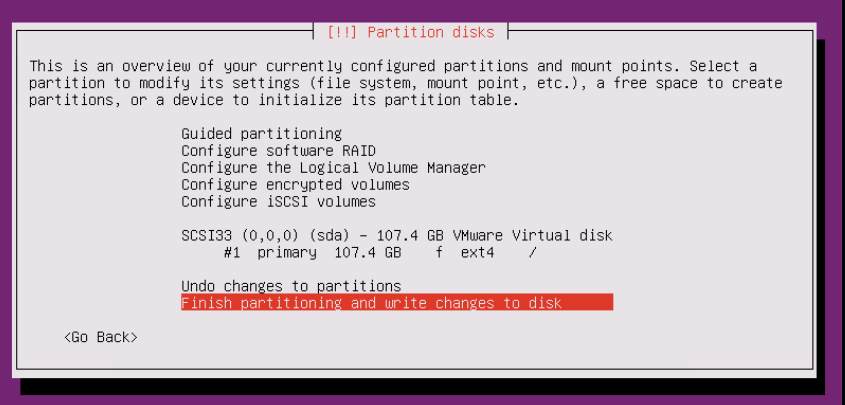 [!!] Partition disks
This is an overview of your currently configured partitions and mount points. Select a
partition to modify its settings (file system, mount point, etc.), a free space to create
partitions, or a device to initialize its partition table.
Guided partitioning
Configure software RAID
Configure the Logical Volume Manager
Configure encrypted volumes
Configure iSCSI volumes
SCSI33 (0,0,0) (sda) – 107.4 GB VMware Virtual disk
#1 primary 107.4 GB f ext4 /
Undo changes to partitions
Finish partitioning and write changes to disk
<Go Back>